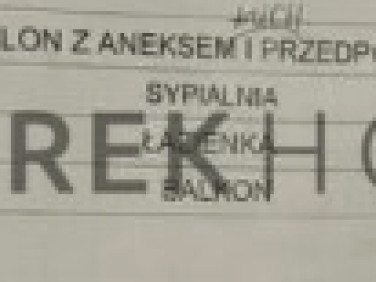 LON Z ANEKSEM I PRZEDP
SYPIALNIA
ŁAZIENKA
REKH
BALKON